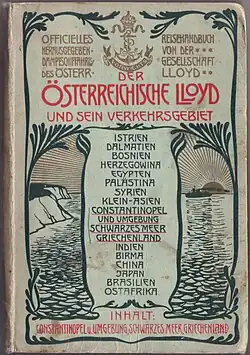 OFFICIELLES REISEHANDBUCH
HERAUSGEGEBEN VON DER
DAMPFSCHIFFAHRTS GESELLSCHAFT
DES ÖSTERR. LLOYD
DER
ÖSTERREICHISCHE LLOYD
UND SEIN VERKEHRSGEBIET
ISTRIEN
DALMATIEN
BOSNIEN
HERZEGOWINA
EGYPTEN
PALÄSTINA
SYRIEN
KLEIN-ASIEN
CONSTANTINOPEL
UND UMGEBUNG
SCHWARZES MEER
GRIECHENLAND
INDIEN
BIRMA
CHINA
JAPAN
BRASILIEN
OSTAFRIKA
INHALT:
CONSTANTINOPEL U. UMGEBUNG, SCHWARZES MEER, GRIECHENLAND